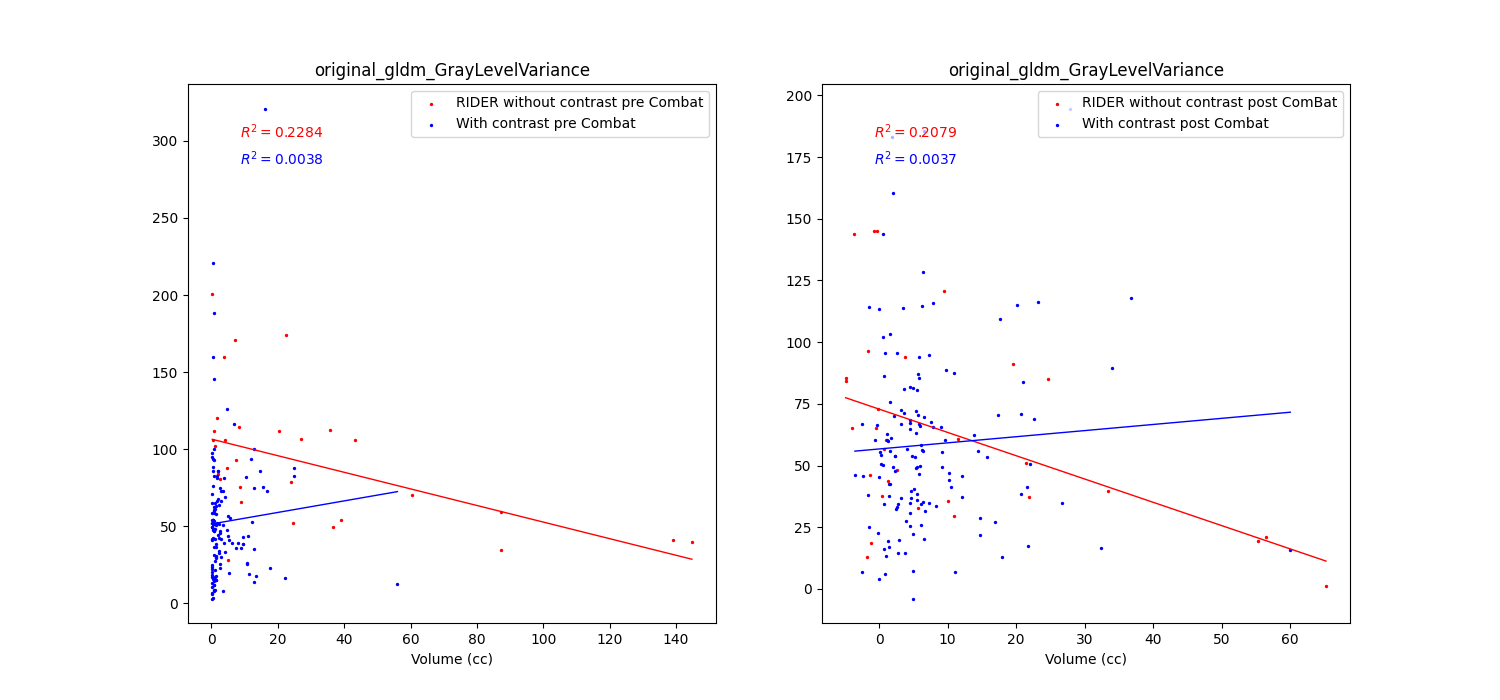 original_gldm_GrayLevelVariance
RIDER without contrast pre Combat
With contrast pre Combat
R² = 0.2284
R² = 0.0038
300
250
200
150
100
50
0
0 20 40 60 80 100 120 140
Volume (cc)
original_gldm_GrayLevelVariance
RIDER without contrast post ComBat
With contrast post Combat
R² = 0.2079
R² = 0.0037
200
175
150
125
100
75
50
25
0
0 10 20 30 40 50 60
Volume (cc)